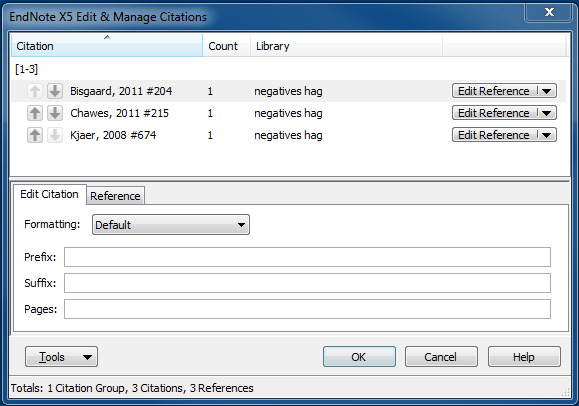 EndNote X5 Edit & Manage Citations
Citation Count Library
[1-3]
Bisgaard, 2011 #204 1 negatives hag Edit Reference
Chawes, 2011 #215 1 negatives hag Edit Reference
Kjaer, 2008 #674 1 negatives hag Edit Reference
Edit Citation Reference
Formatting: Default
Prefix:
Suffix:
Pages:
Tools OK Cancel Help
Totals: 1 Citation Group, 3 Citations, 3 References